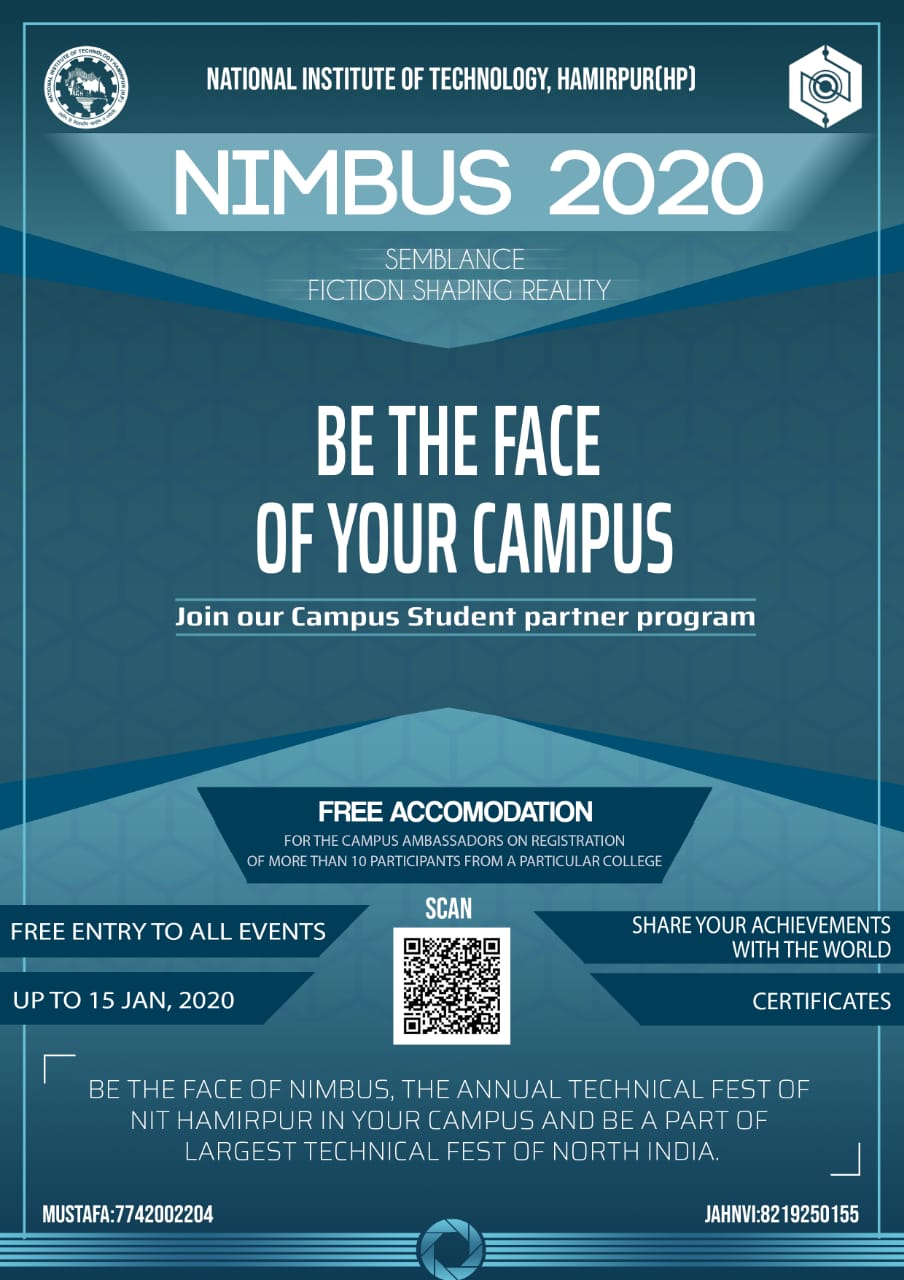 NATIONAL INSTITUTE OF TECHNOLOGY, HAMIRPUR(HP)
NIMBUS 2020
SEMBLANCE
FICTION SHAPING REALITY
BE THE FACE
OF YOUR CAMPUS
Join our Campus Student partner program
FREE ACCOMODATION
FOR THE CAMPUS AMBASSADORS ON REGISTRATION
OF MORE THAN 10 PARTICIPANTS FROM A PARTICULAR COLLEGE
SCAN
FREE ENTRY TO ALL EVENTS
UP TO 15 JAN, 2020
SHARE YOUR ACHIEVEMENTS
WITH THE WORLD
CERTIFICATES
BE THE FACE OF NIMBUS, THE ANNUAL TECHNICAL FEST OF
NIT HAMIRPUR IN YOUR CAMPUS AND BE A PART OF
LARGEST TECHNICAL FEST OF NORTH INDIA.
MUSTAFA:7742002204
JAHNVI:8219250155